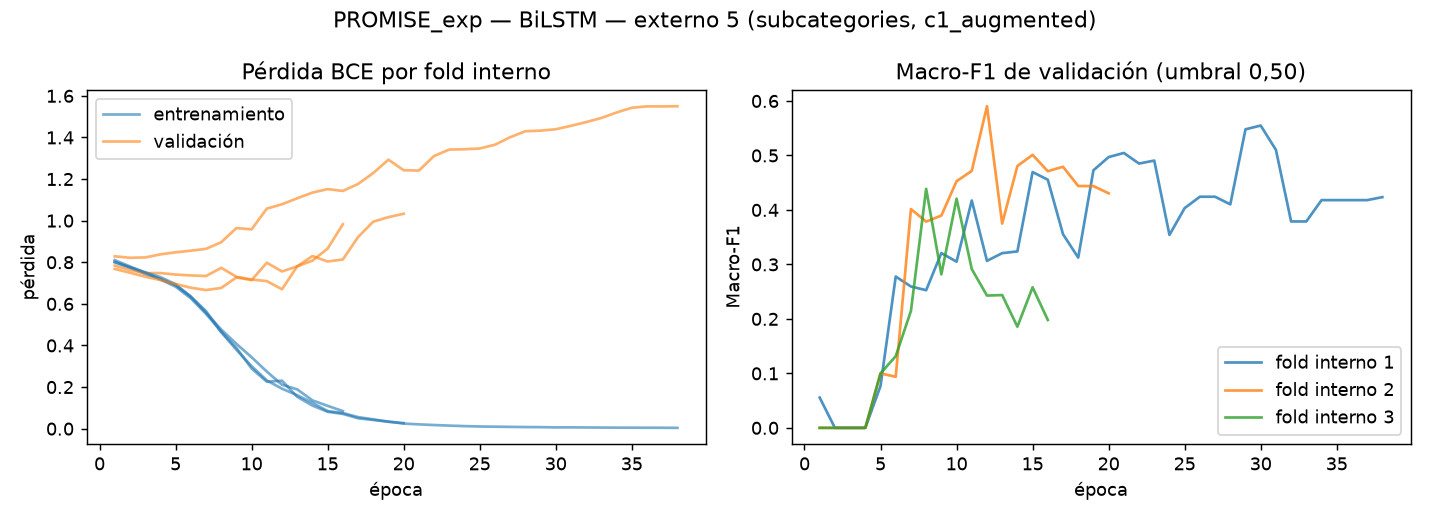 PROMISE_exp — BiLSTM — externo 5 (subcategories, c1_augmented)
Pérdida BCE por fold interno
pérdida
1.6
1.4
1.2
1.0
0.8
0.6
0.4
0.2
0.0
entrenamiento
validación
0 5 10 15 20 25 30 35
época
Macro-F1 de validación (umbral 0,50)
Macro-F1
0.6
0.5
0.4
0.3
0.2
0.1
0.0
fold interno 1
fold interno 2
fold interno 3
0 5 10 15 20 25 30 35
época